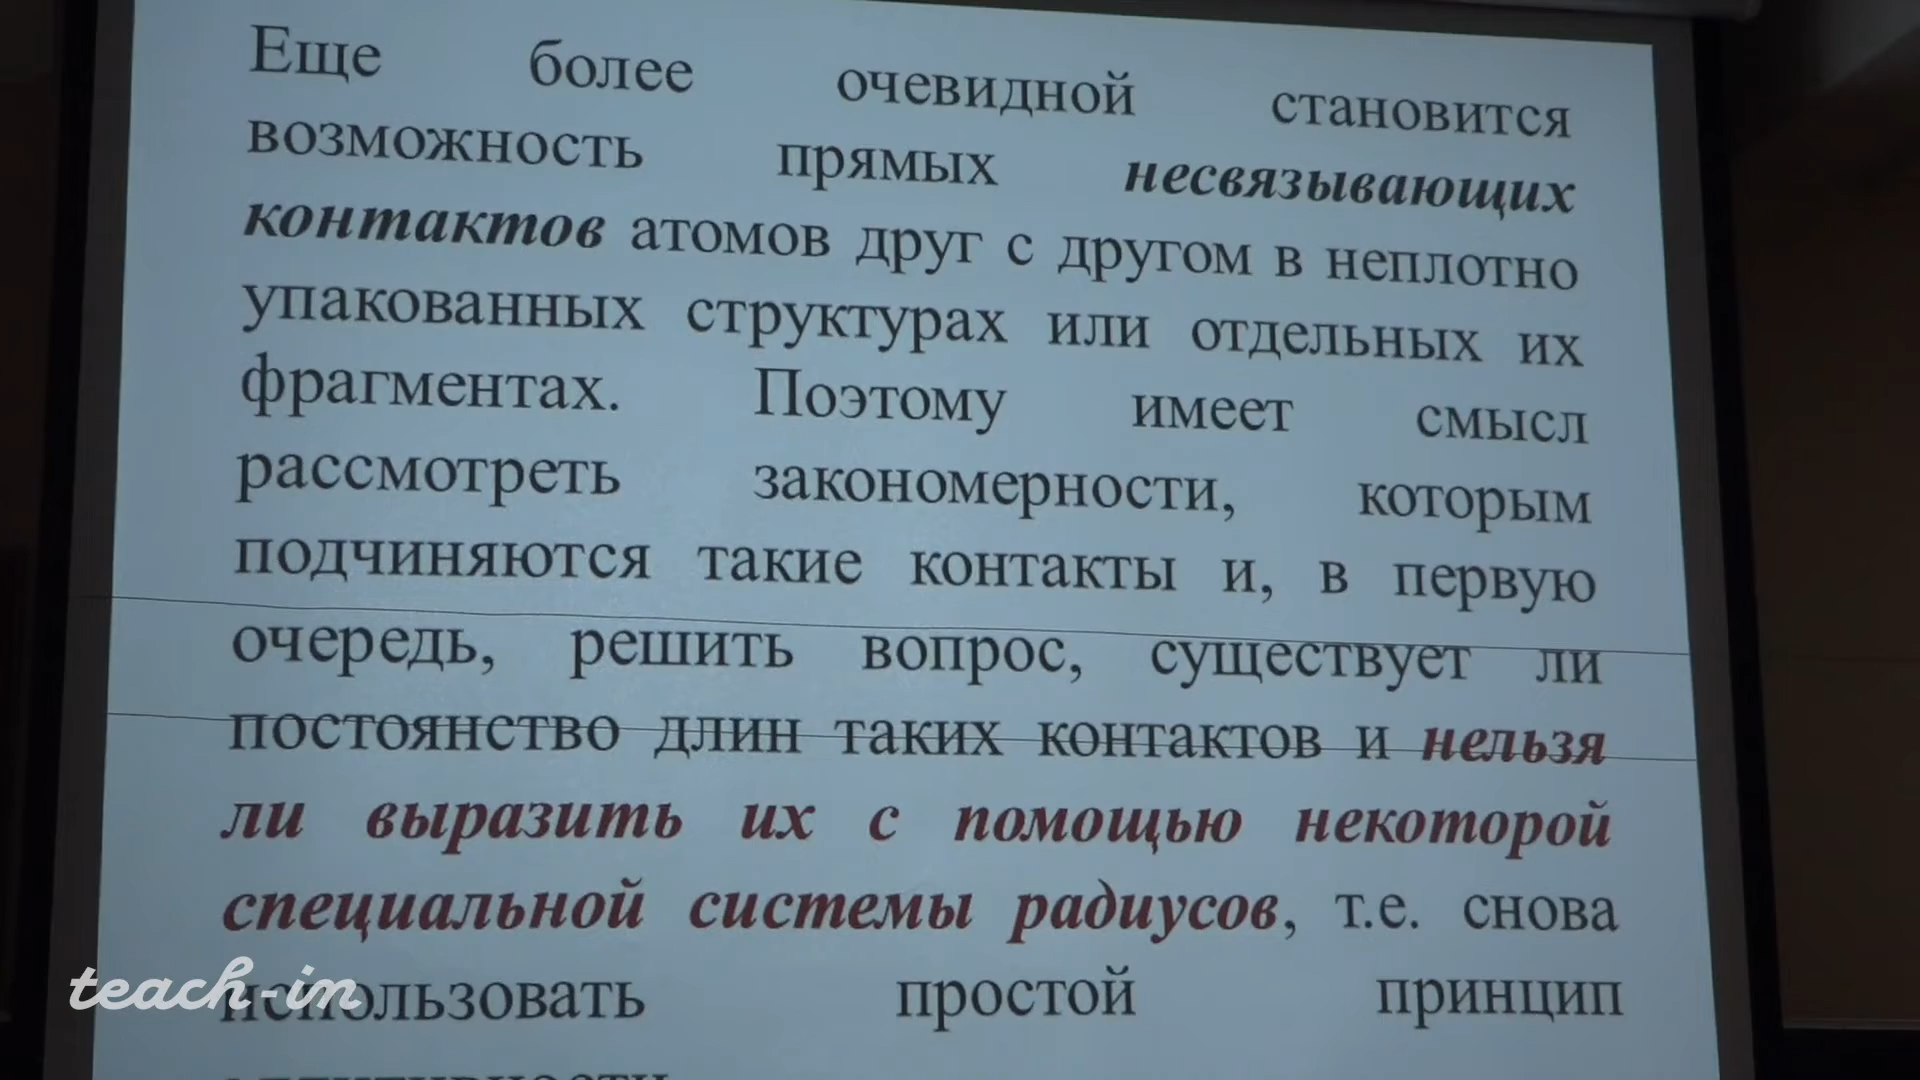 Еще более очевидной становится
возможность прямых несвязывающих
контактов атомов друг с другом в неплотно
упакованных структурах или отдельных их
фрагментах. Поэтому имеет смысл
рассмотреть закономерности, которым
подчиняются такие контакты и, в первую
очередь, решить вопрос, существует ли
постоянство длин таких контактов и нельзя
ли выразить их с помощью некоторой
специальной системы радиусов, т.е. снова
использовать простой принцип
teach-in